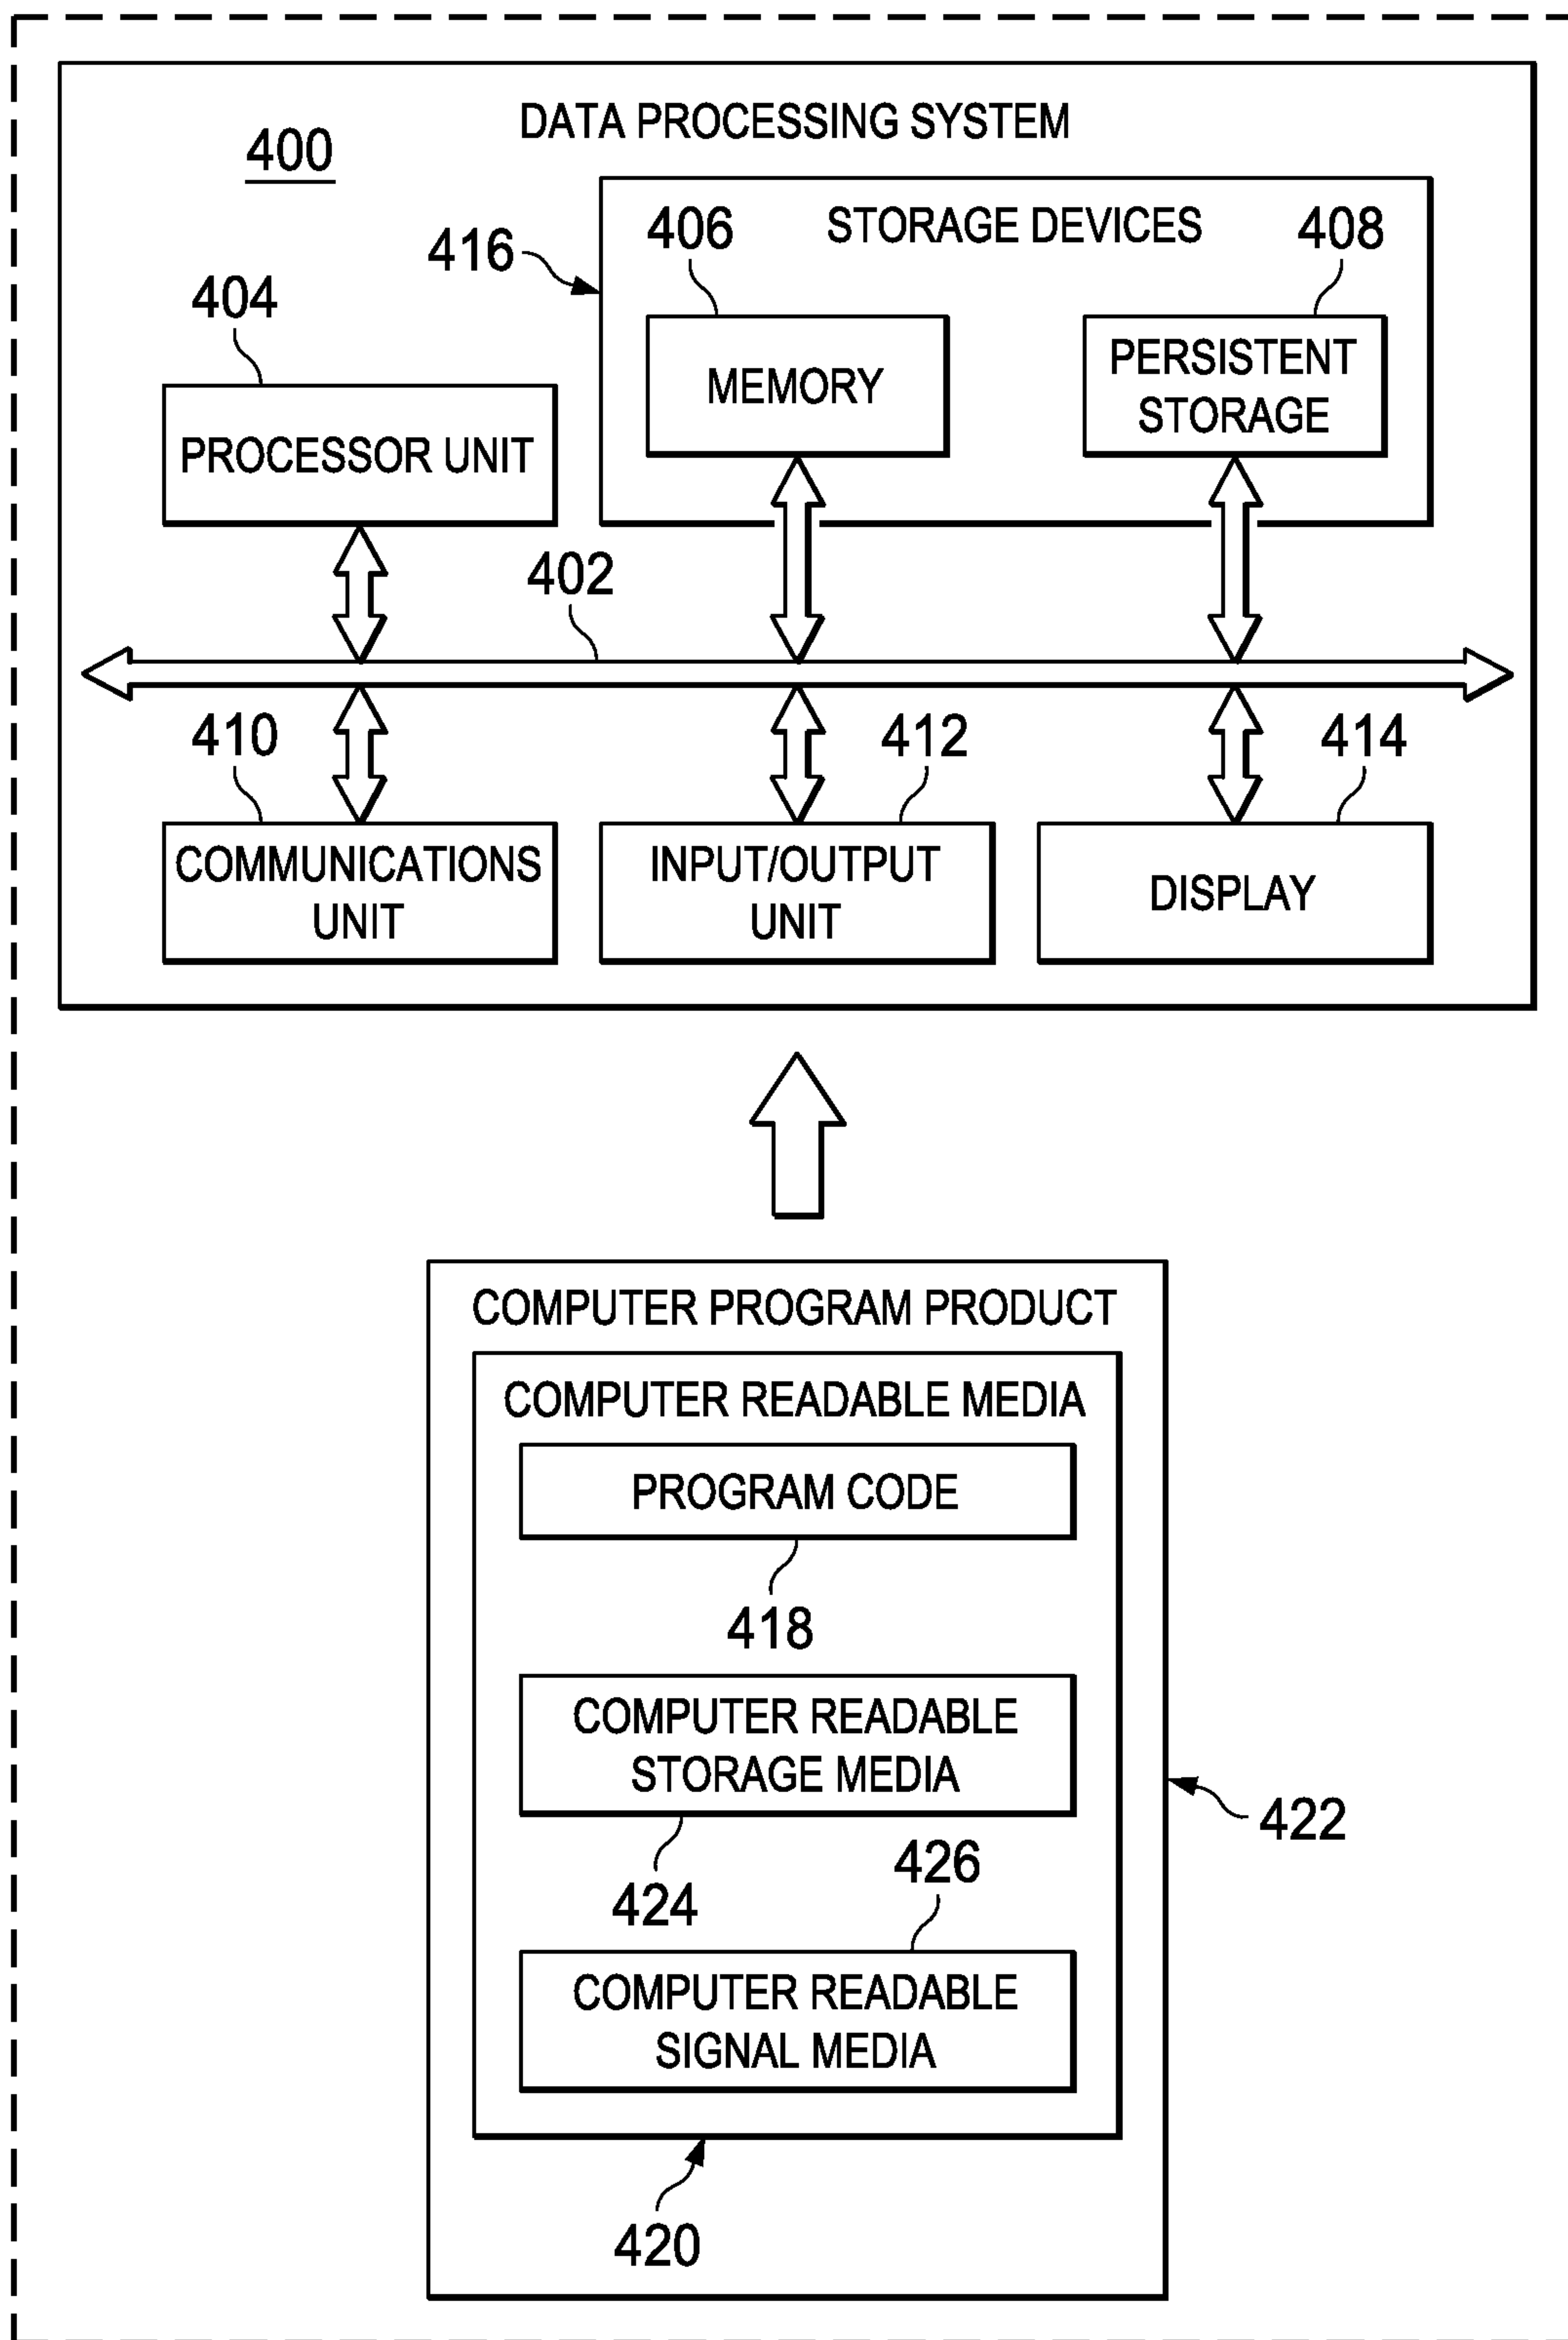 DATA PROCESSING SYSTEM
400
416
406
STORAGE DEVICES
408
404
MEMORY
PERSISTENT
STORAGE
PROCESSOR UNIT
402
410
412
414
COMMUNICATIONS
UNIT
INPUT/OUTPUT
UNIT
DISPLAY
COMPUTER PROGRAM PRODUCT
COMPUTER READABLE MEDIA
PROGRAM CODE
418
COMPUTER READABLE
STORAGE MEDIA
422
424
426
COMPUTER READABLE
SIGNAL MEDIA
420